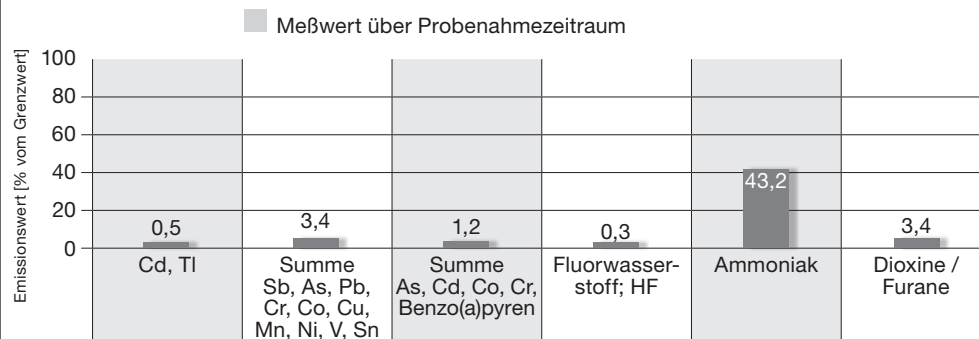 Meßwert über Probenahmezeitraum
Emissionswert [% vom Grenzwert]
100
80
60
40
20
0
0,5
3,4
1,2
0,3
43,2
3,4
Cd, Tl
Summe
Sb, As, Pb,
Cr, Co, Cu,
Mn, Ni, V, Sn
Summe
As, Cd, Co, Cr,
Benzo(a)pyren
Fluorwasser-
stoff; HF
Ammoniak
Dioxine /
Furane